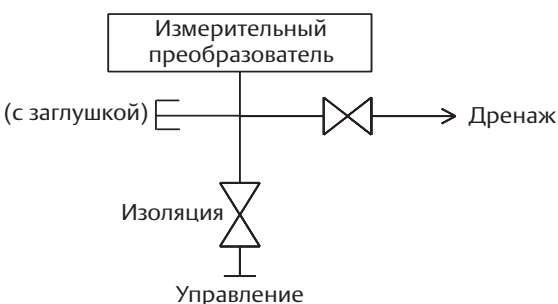 Измерительный
преобразователь
(с заглушкой)
Дренаж
Изоляция
Управление